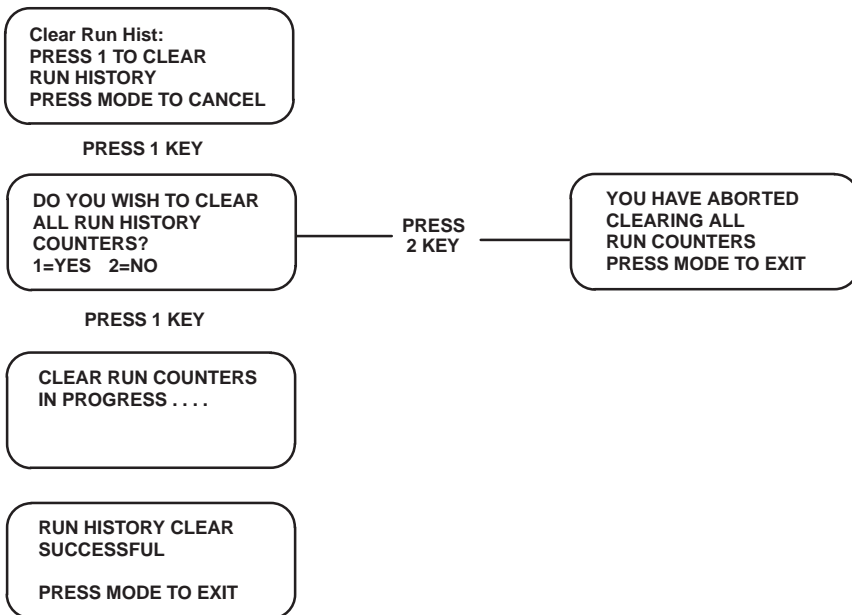 Clear Run Hist:
PRESS 1 TO CLEAR
RUN HISTORY
PRESS MODE TO CANCEL
PRESS 1 KEY
DO YOU WISH TO CLEAR
ALL RUN HISTORY
COUNTERS?
1=YES 2=NO
PRESS
2 KEY
YOU HAVE ABORTED
CLEARING ALL
RUN COUNTERS
PRESS MODE TO EXIT
PRESS 1 KEY
CLEAR RUN COUNTERS
IN PROGRESS . . . .
RUN HISTORY CLEAR
SUCCESSFUL
PRESS MODE TO EXIT